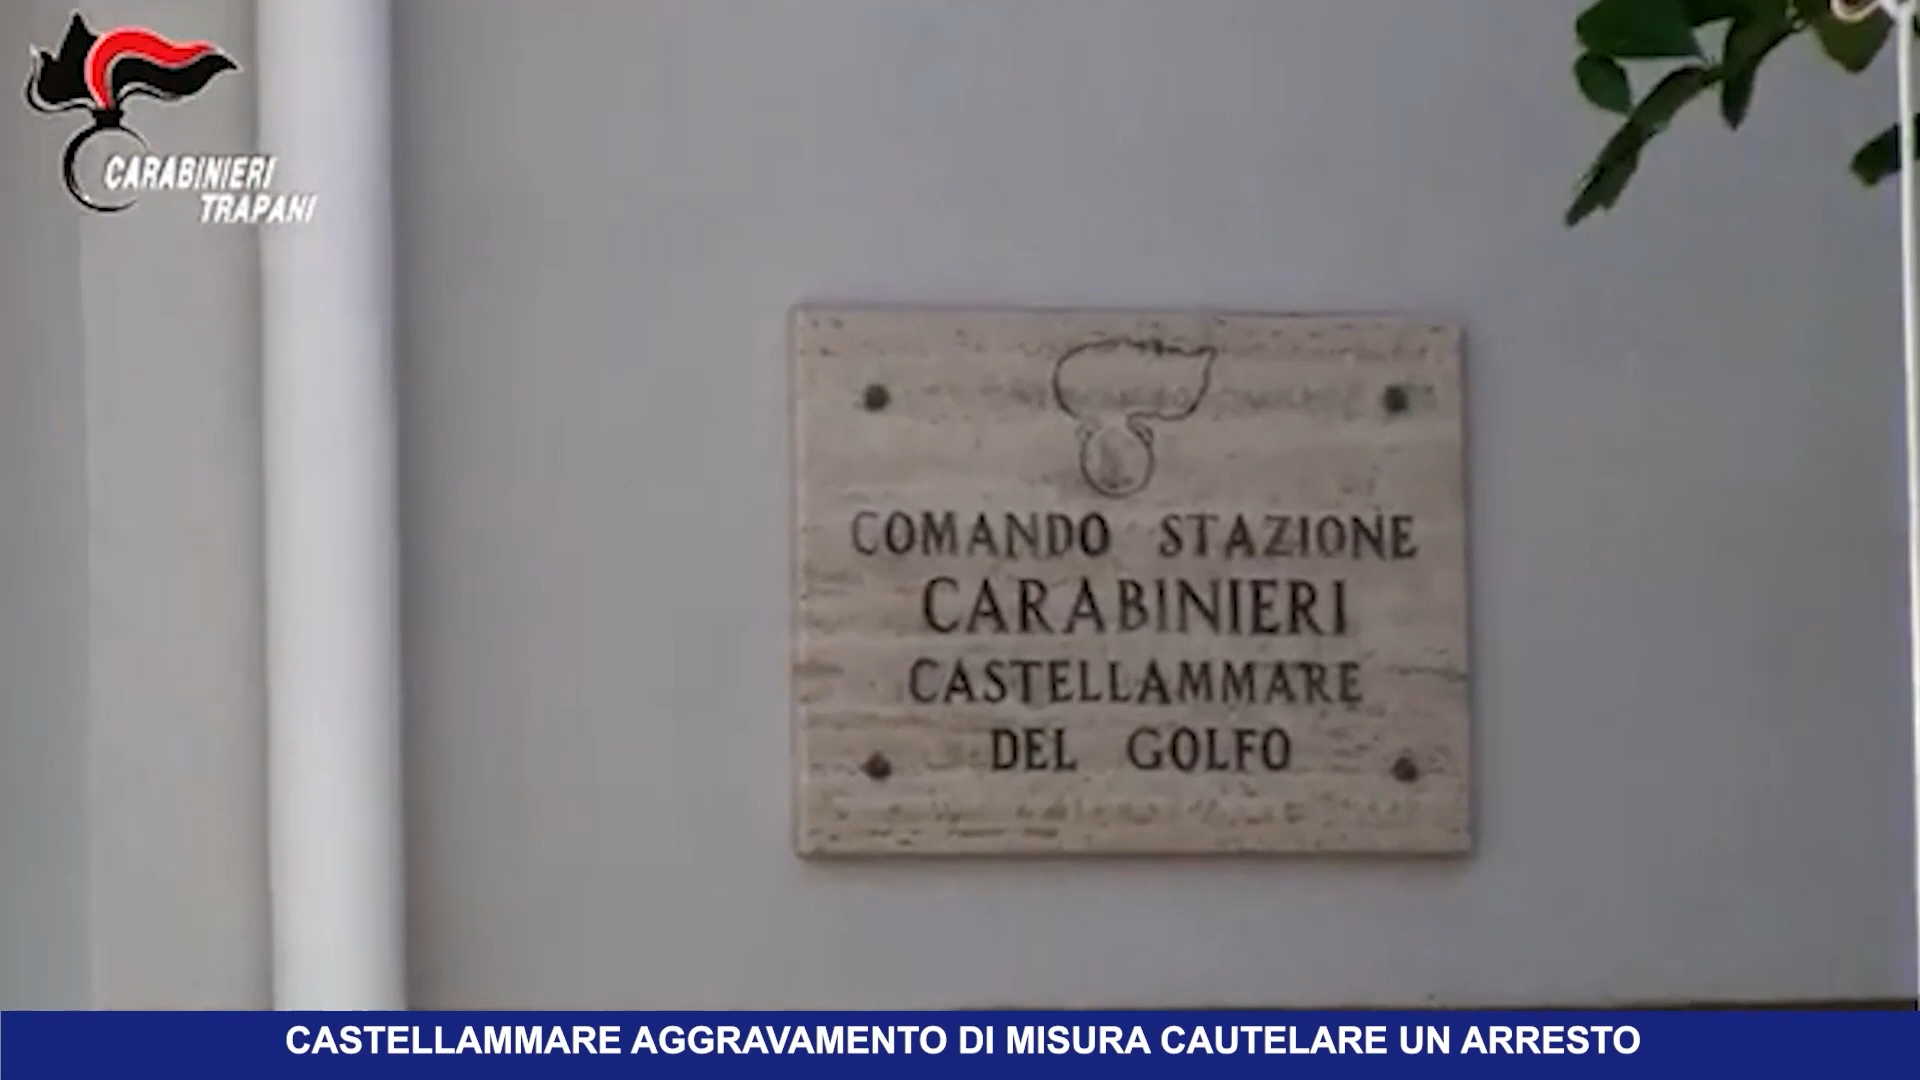 CARABINIERI
TRAPANI
COMANDO STAZIONE
CARABINIERI
CASTELLAMMARE
DEL GOLFO
CASTELLAMMARE AGGRAVAMENTO DI MISURA CAUTELARE UN ARRESTO